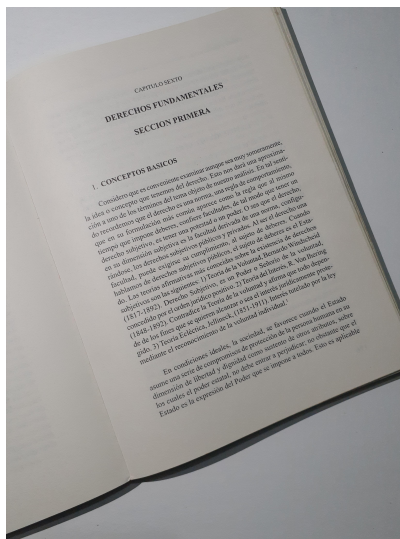 CAPITULO SEXTO
DERECHOS FUNDAMENTALES
SECCION PRIMERA
1. CONCEPTOS BASICOS
Considero que es conveniente examinar aunque sea muy someramente,
la idea o concepto que tenemos del derecho. Esto nos dará una aproxima-
ción a uno de los términos del tema objeto de nuestro análisis. En tal senti-
do recordemos que el derecho es una norma, una regla de comportamiento,
que en su formulación más común aparece como la regla que al mismo
tiempo que impone deberes, confiere facultades, de tal modo que tener un
derecho subjetivo, es tener una potestad o un poder. O sea que el derecho,
en su dimensión subjetiva es la facultad derivada de una norma, configu-
rándose, los derechos subjetivos públicos y privados. Al ser el derecho una
facultad, puede exigirse su cumplimiento, al sujeto de deberes. Cuando
hablamos de derechos subjetivos públicos, el sujeto de deberes es el Esta-
do. Las teorías afirmativas más conocidas sobre la existencia de derechos
subjetivos son las siguientes: 1) Teoría de la Voluntad, Bernardo Windscheid
(1817-1892). Derecho Subjetivo, es un Poder o Señorío de la voluntad,
concedido por el orden jurídico positivo. 2) Teoría del Interés, R. Von Ihering
(1848-1892). Contradice la Teoría de la Voluntad y afirma que todo depen-
de de los fines que se quieren alcanzar o sea el interés jurídicamente prote-
gido. 3) Teoría Ecléctica, Jellineck. (1851-1911). Interés tutelado por la ley
mediante el reconocimiento de la voluntad individual.¹
En condiciones ideales, la sociedad, se favorece cuando el Estado
asume una serie de compromisos de protección de la persona humana en su
dimensión de libertad y dignidad como sustento de otros atributos, sobre
los cuales el poder estatal, no debe entrar a perjudicar; no obstante que el
Estado es la expresión del Poder que se impone a todos. Esto es aplicable